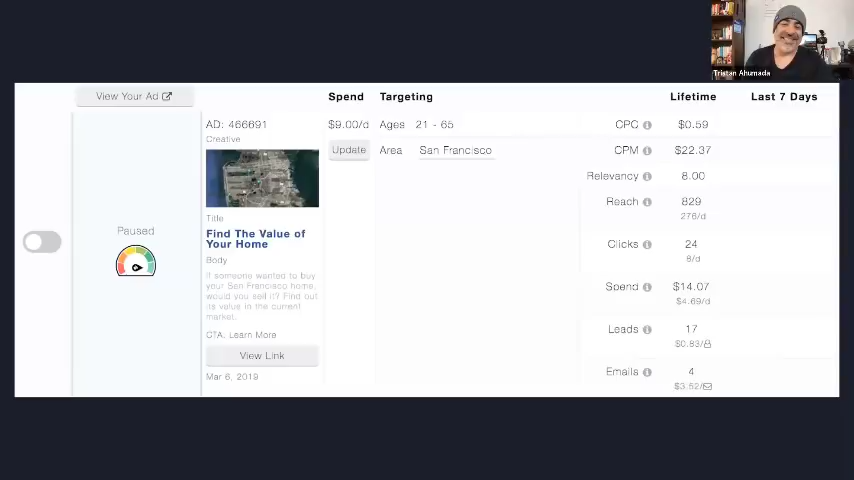 Tristan Ahumada
View Your Ad
Spend
Targeting
Lifetime
Last 7 Days
AD: 466691
Creative
$9.00/d
Update
Ages 21 - 65
Area San Francisco
CPC $0.59
CPM $22.37
Relevancy 8.00
Reach 829
276/d
Clicks 24
8/d
Spend $14.07
$4.69/d
Leads 17
$0.83/
Emails 4
$3.52/
Paused
Title
Find The Value of
Your Home
Body
If someone wanted to buy
your San Francisco home,
would you sell it? Find out
its value in the current
market.
CTA. Learn More
View Link
Mar 6, 2019